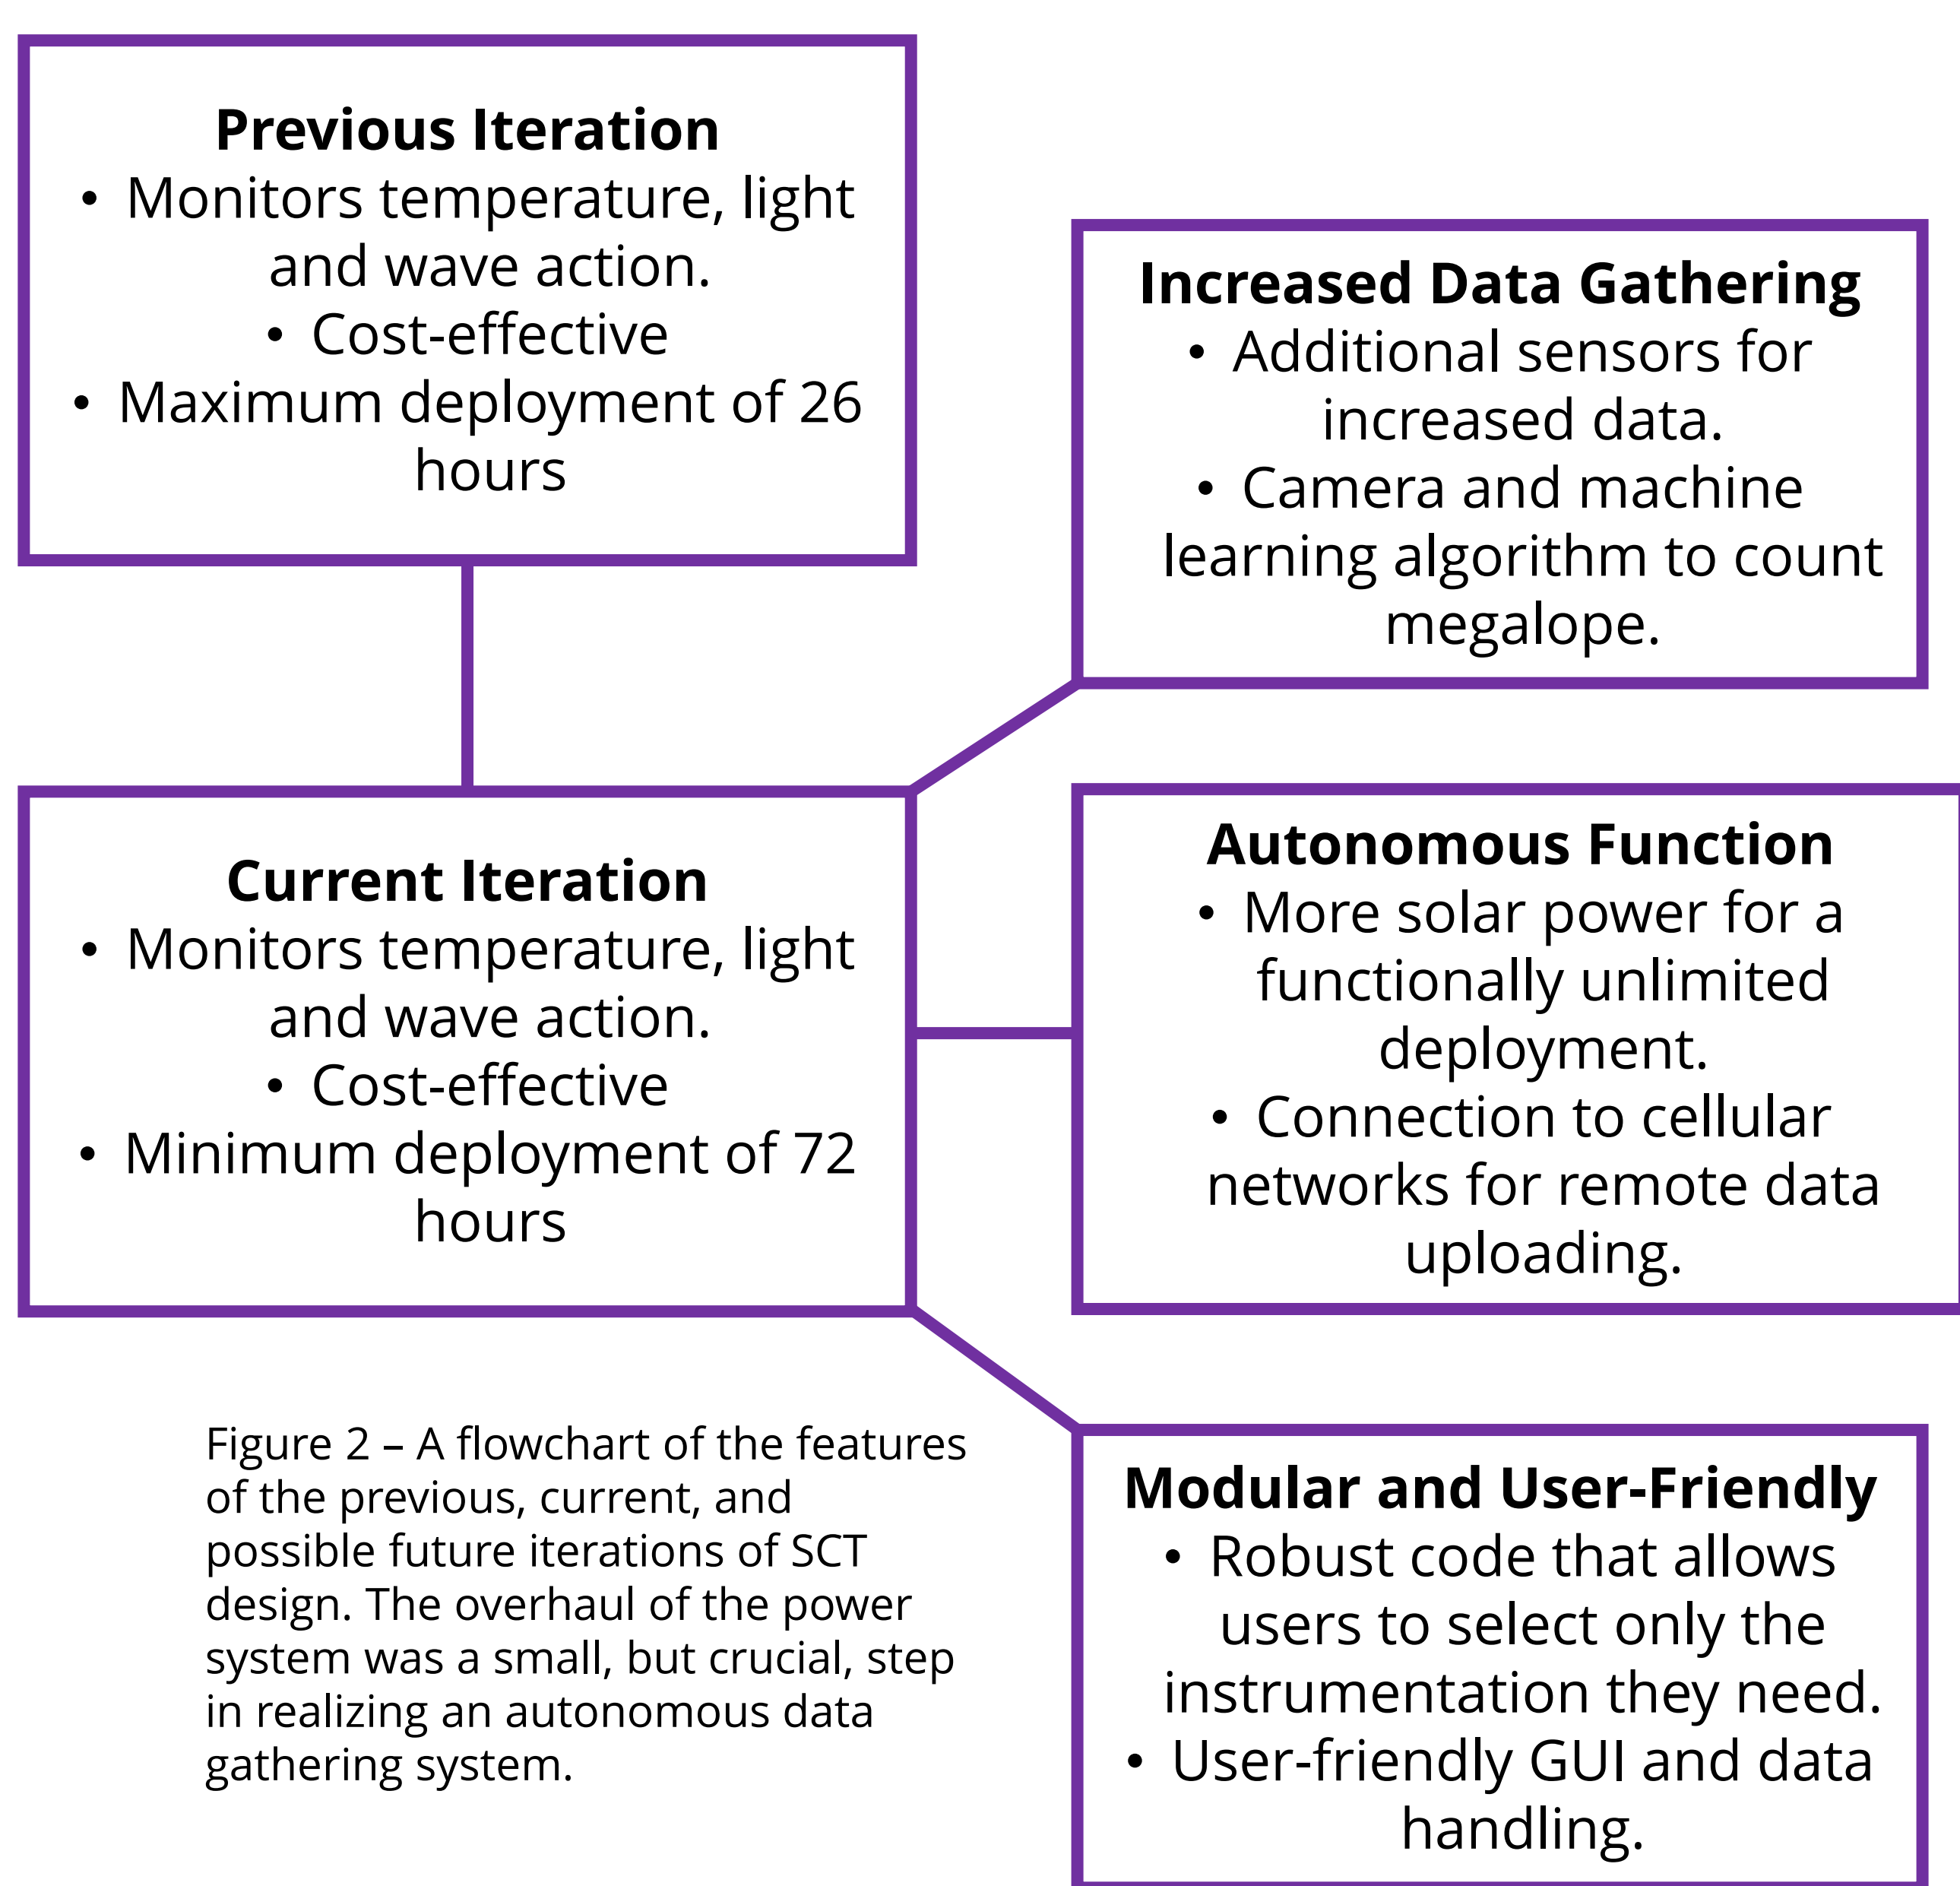 Previous Iteration
• Monitors temperature, light
and wave action.
• Cost-effective
• Maximum deployment of 26
hours
Increased Data Gathering
• Additional sensors for
increased data.
• Camera and machine
learning algorithm to count
megalope.
Current Iteration
• Monitors temperature, light
and wave action.
• Cost-effective
• Minimum deployment of 72
hours
Autonomous Function
• More solar power for a
functionally unlimited
deployment.
• Connection to cellular
networks for remote data
uploading.
Modular and User-Friendly
• Robust code that allows
users to select only the
instrumentation they need.
• User-friendly GUI and data
handling.
Figure 2 – A flowchart of the features
of the previous, current, and
possible future iterations of SCT
design. The overhaul of the power
system was a small, but crucial, step
in realizing an autonomous data
gathering system.